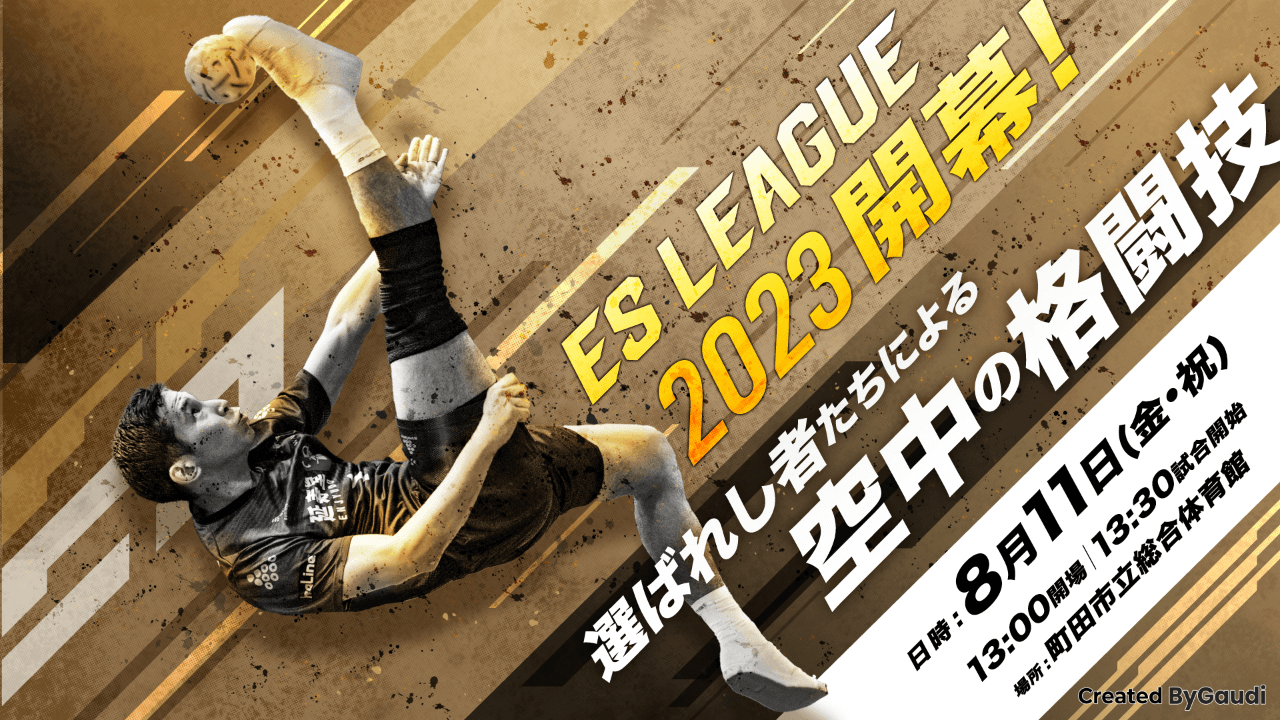 ES LEAGUE
2023 開幕!
選ばれし者たちによる
空中の格闘技
日時:8月11日(金・祝)
13:00開場|13:30試合開始
場所:町田市立総合体育館
Created ByGaudi